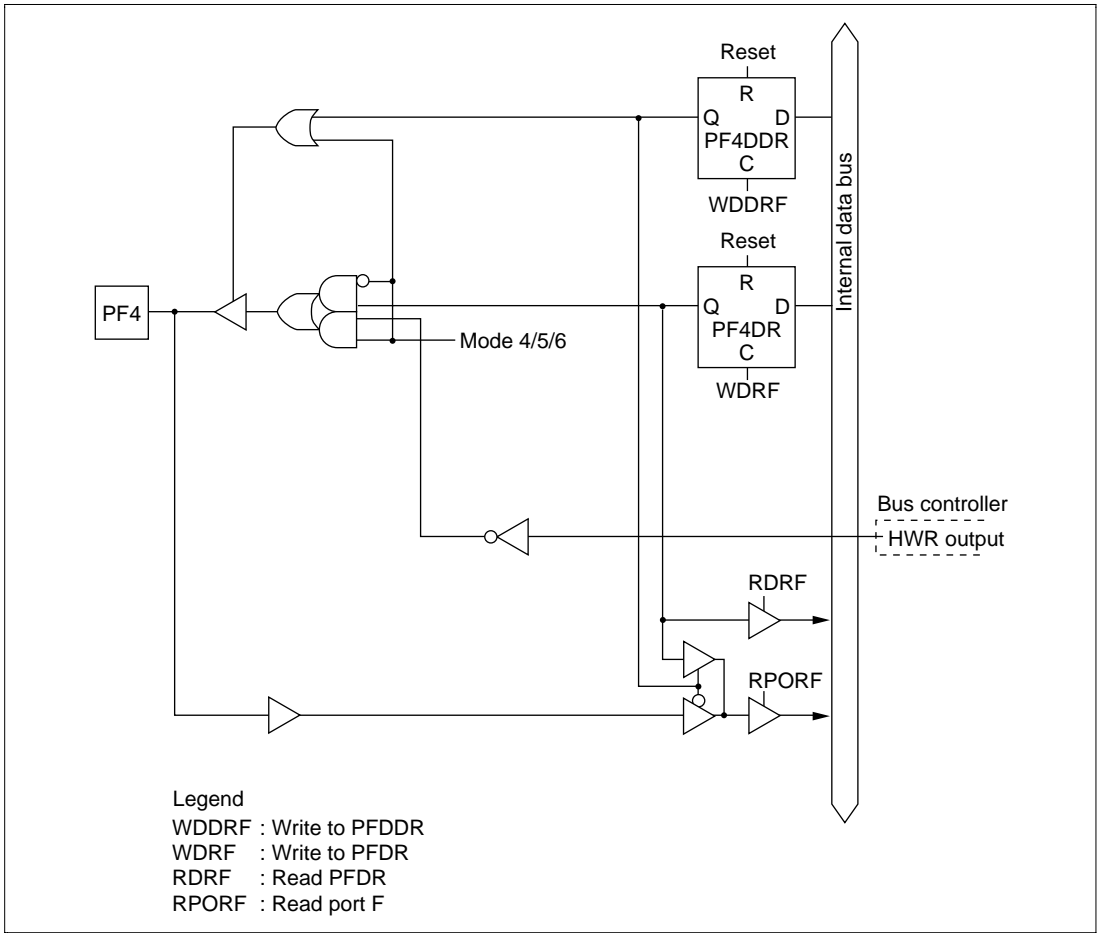 Reset
R
Q D
PF4DDR
C
WDDRF
Reset
R
Q D
PF4DR
C
WDRF
Internal data bus
PF4
Mode 4/5/6
Bus controller
HWR output
RDRF
RPORF
Legend
WDDRF : Write to PFDDR
WDRF : Write to PFDR
RDRF : Read PFDR
RPORF : Read port F